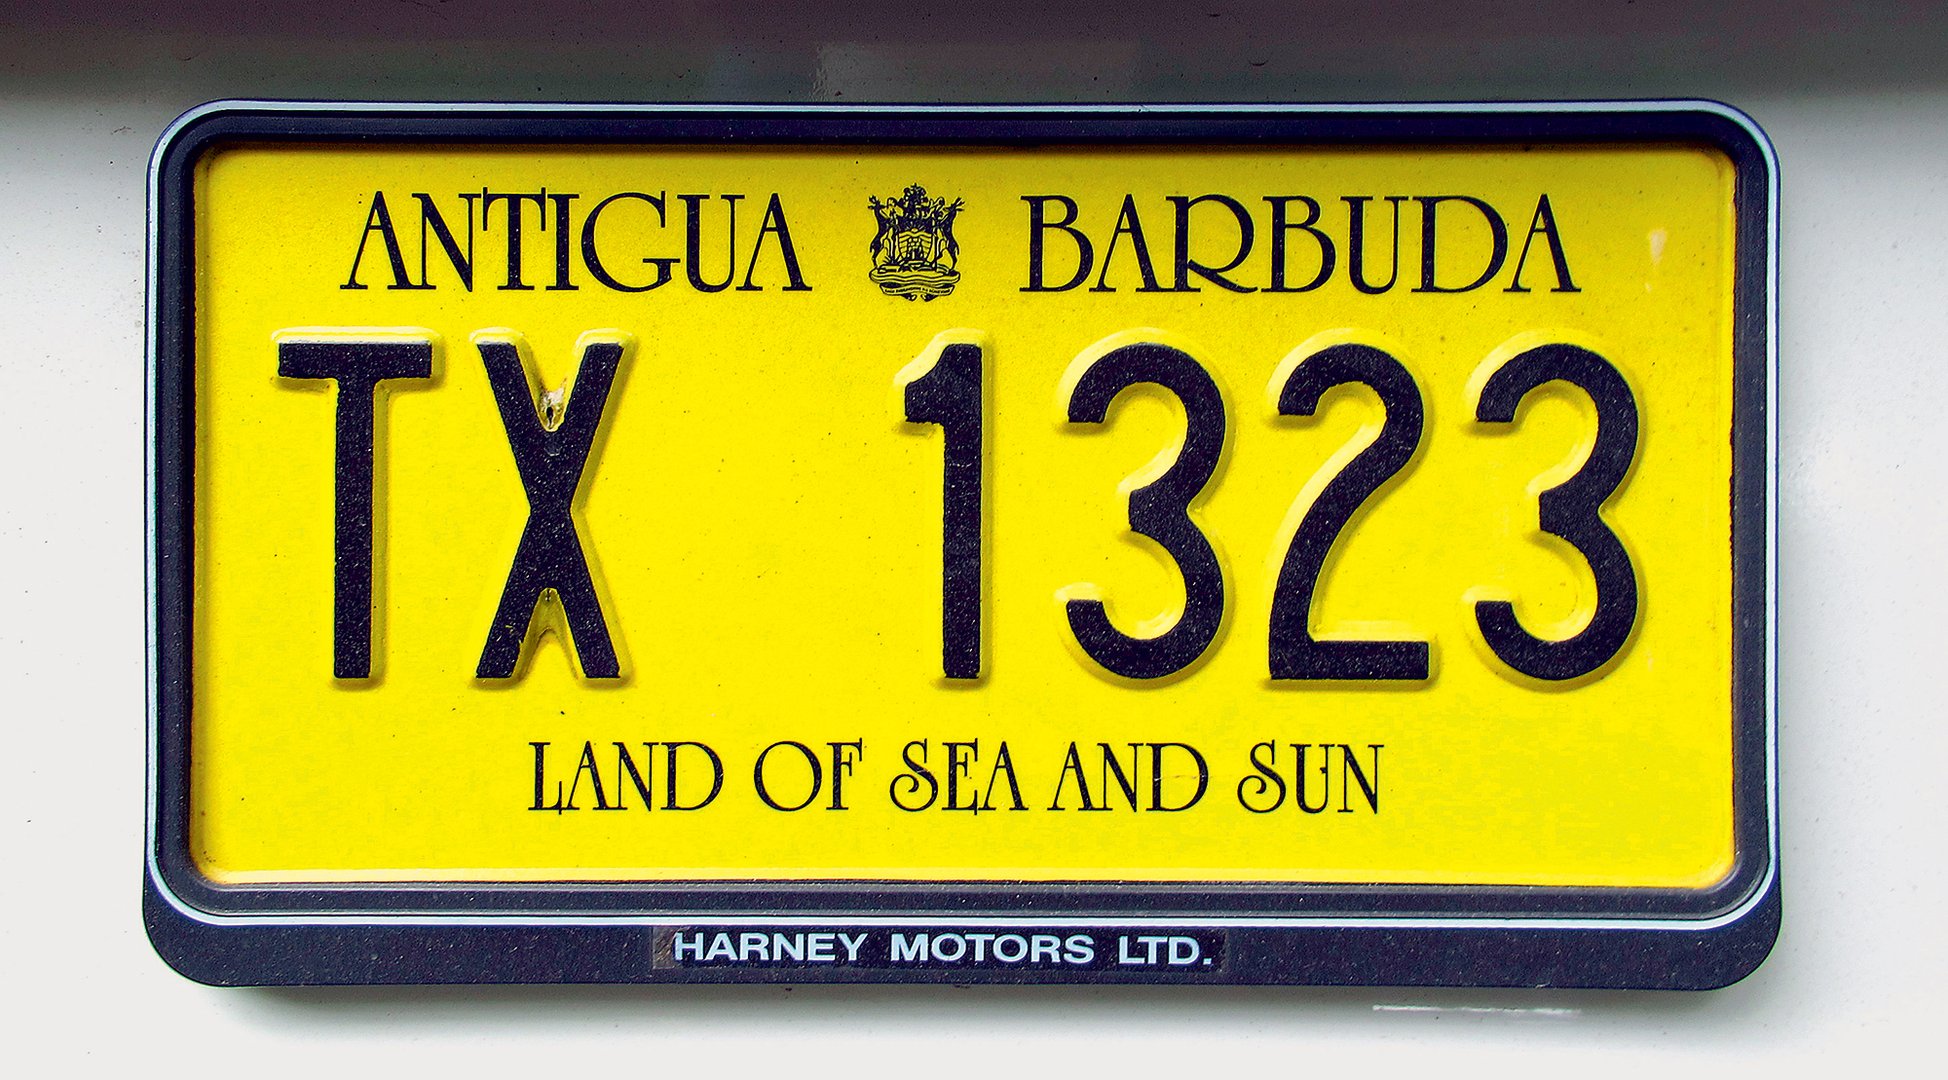 ANTIGUA BARBUDA
TX 1323
LAND OF SEA AND SUN
HARNEY MOTORS LTD.